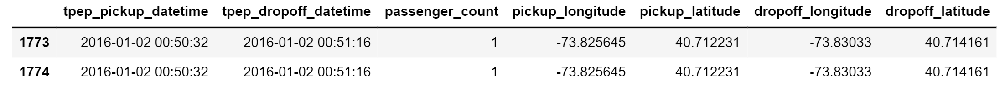 tpep_pickup_datetime tpep_dropoff_datetime passenger_count pickup_longitude pickup_latitude dropoff_longitude dropoff_latitude
1773 2016-01-02 00:50:32 2016-01-02 00:51:16 1 -73.825645 40.712231 -73.83033 40.714161
1774 2016-01-02 00:50:32 2016-01-02 00:51:16 1 -73.825645 40.712231 -73.83033 40.714161